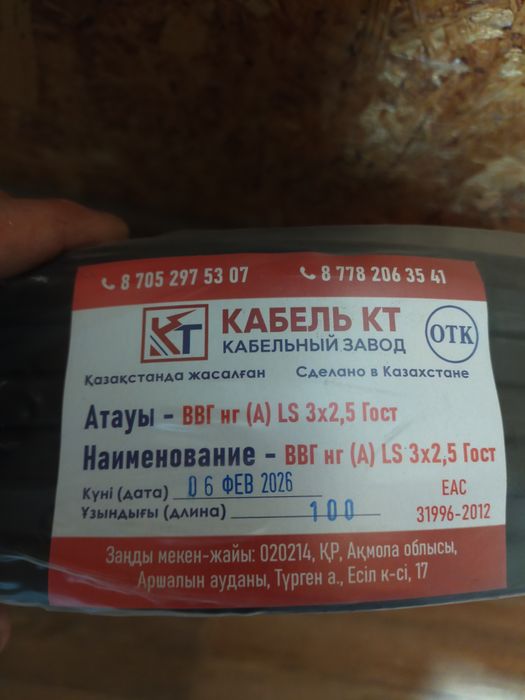 8 705 297 53 07 8 778 206 35 41
КТ КАБЕЛЬ КТ
КАБЕЛЬНЫЙ ЗАВОД
ОТК
Қазақстанда жасалған Сделано в Казахстане
Атауы - ВВГ нг (А) LS 3х2,5 Гост
Наименование - ВВГ нг (А) LS 3х2,5 Гост
Күні (дата) 06 ФЕВ 2026 ЕАС
Ұзындығы (длина) 100 31996-2012
Заңды мекен-жайы: 020214, ҚР, Ақмола облысы,
Аршалын ауданы, Түрген а., Есіл к-сі, 17